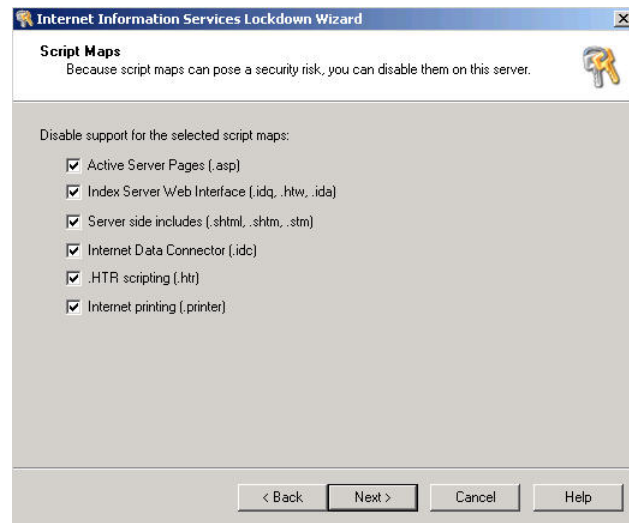 Internet Information Services Lockdown Wizard
Script Maps
Because script maps can pose a security risk, you can disable them on this server.
Disable support for the selected script maps:
Active Server Pages (.asp)
Index Server Web Interface (.idq, .htw, .ida)
Server side includes (.shtml, .shtm, .stm)
Internet Data Connector (.idc)
.HTR scripting (.htr)
Internet printing (.printer)
< Back Next > Cancel Help